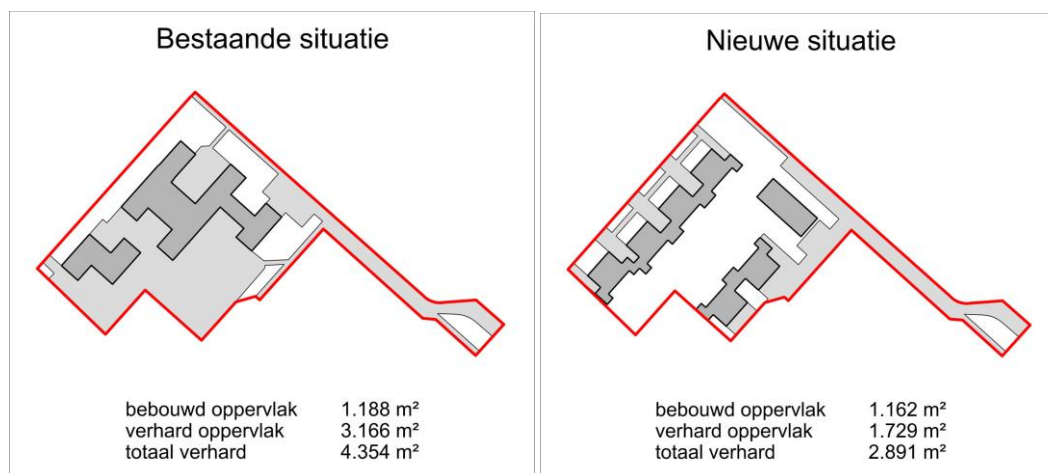 Bestaande situatie
bebouwd oppervlak 1.188 m²
verhard oppervlak 3.166 m²
totaal verhard 4.354 m²
Nieuwe situatie
bebouwd oppervlak 1.162 m²
verhard oppervlak 1.729 m²
totaal verhard 2.891 m²